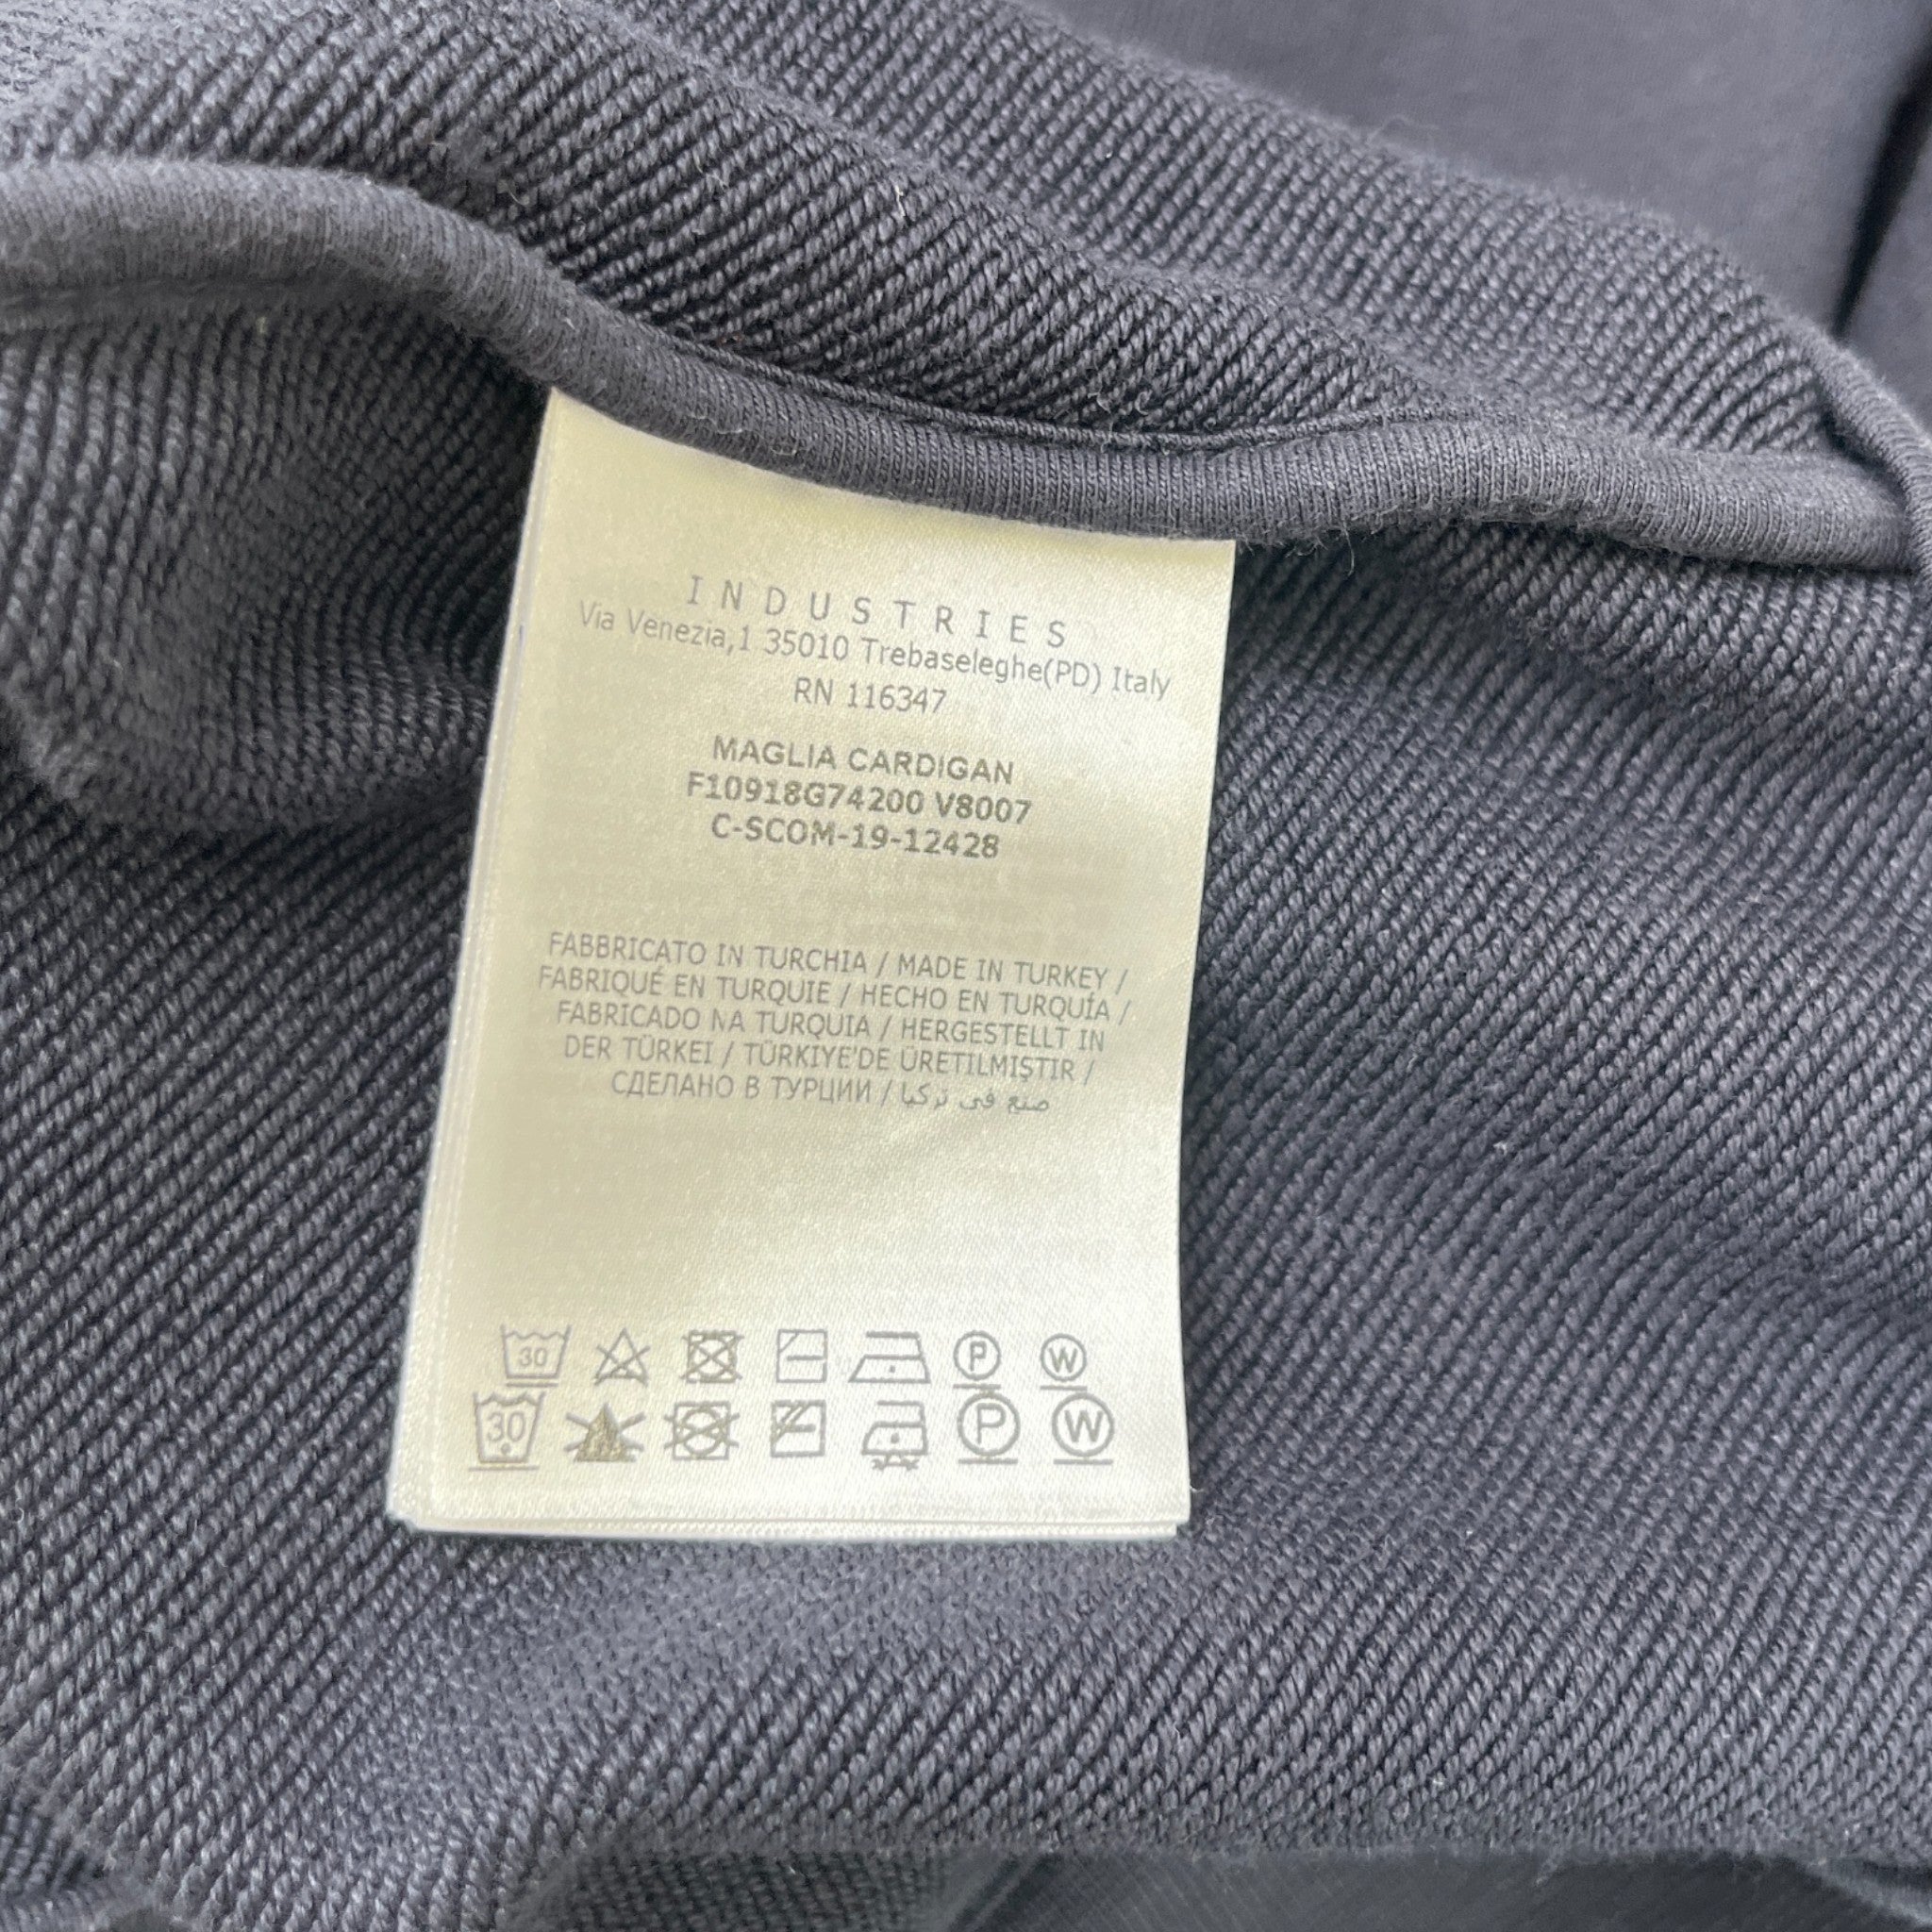 INDUSTRIES
Via Venezia,1 35010 Trebaseleghe(PD) Italy
RN 116347
MAGLIA CARDIGAN
F10918G74200 V8007
C-SCOM-19-12428
FABBRICATO IN TURCHIA / MADE IN TURKEY /
FABRIQUÉ EN TURQUIE / HECHO EN TURQUÍA /
FABRICADO NA TURQUIA / HERGESTELLT IN
DER TÜRKEI / TÜRKIYE'DE ÜRETILMIŞTIR /
СДЕЛАНО В ТУРЦИИ / صنع في تركيا
30 P W
30 P W